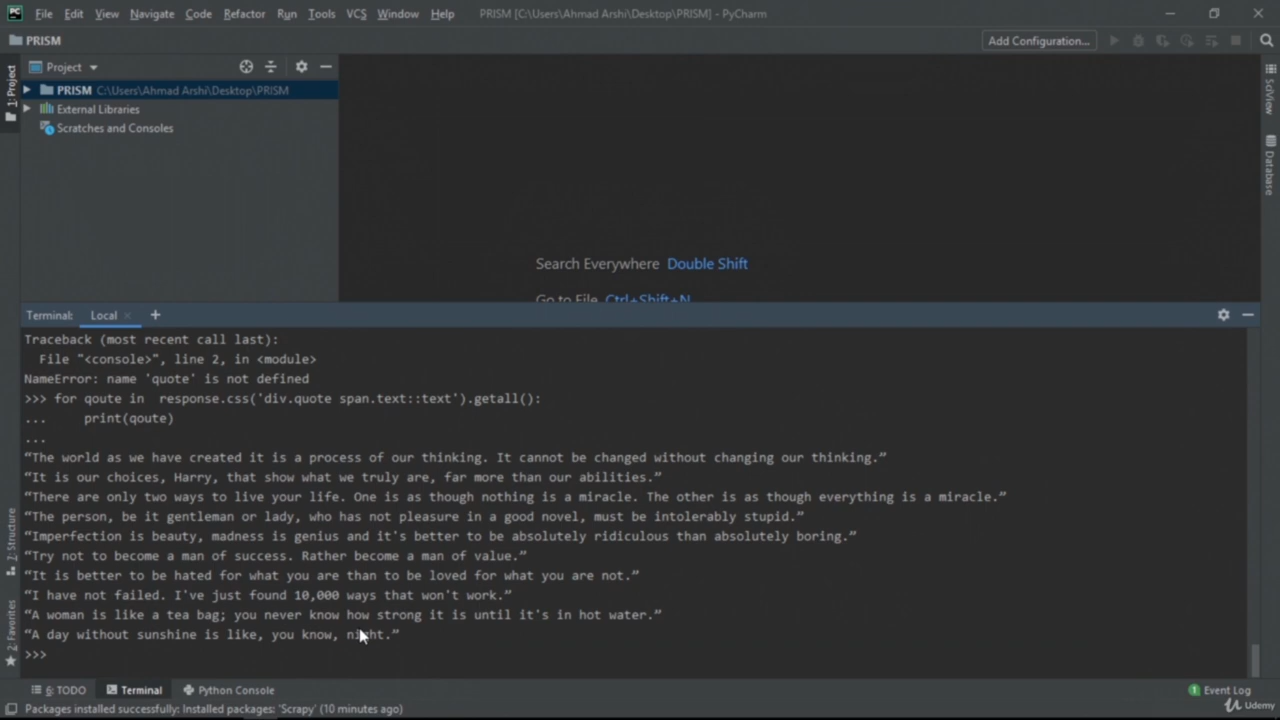 PC File Edit View Navigate Code Refactor Run Tools VCS Window Help PRISM [C:\Users\Ahmad Arshi\Desktop\PRISM] - PyCharm
PRISM Add Configuration...
1: Project Project
PRISM C:\Users\Ahmad Arshi\Desktop\PRISM
External Libraries
Scratches and Consoles
SciView
Database
Search Everywhere Double Shift
Go to File Ctrl+Shift+N
Terminal: Local × +
Traceback (most recent call last):
File "<console>", line 2, in <module>
NameError: name 'quote' is not defined
>>> for qoute in  response.css('div.quote span.text::text').getall():
...     print(qoute)
...
“The world as we have created it is a process of our thinking. It cannot be changed without changing our thinking.”
“It is our choices, Harry, that show what we truly are, far more than our abilities.”
“There are only two ways to live your life. One is as though nothing is a miracle. The other is as though everything is a miracle.”
“The person, be it gentleman or lady, who has not pleasure in a good novel, must be intolerably stupid.”
“Imperfection is beauty, madness is genius and it's better to be absolutely ridiculous than absolutely boring.”
“Try not to become a man of success. Rather become a man of value.”
“It is better to be hated for what you are than to be loved for what you are not.”
“I have not failed. I've just found 10,000 ways that won't work.”
“A woman is like a tea bag; you never know how strong it is until it's in hot water.”
“A day without sunshine is like, you know, night.”
>>>
Z: Structure
2: Favorites
6: TODO Terminal Python Console 1 Event Log
Packages installed successfully: Installed packages: 'Scrapy' (10 minutes ago)
Udemy